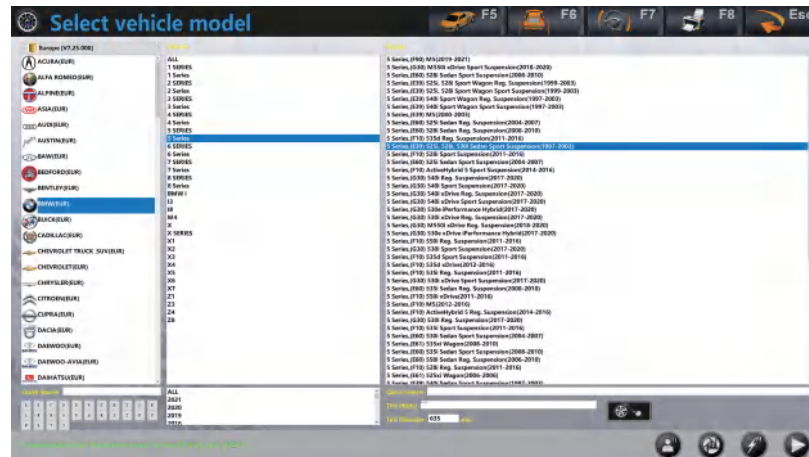 Select vehicle model
F5
F6
F7
F8
Esc
Europe (V7.25.000)
ACURA(EUR)
ALFA ROMEO(EUR)
ALPINE(EUR)
ASIA(EUR)
AUDI(EUR)
AUSTIN(EUR)
BAW(EUR)
BEDFORD(EUR)
BENTLEY(EUR)
BMW(EUR)
BUICK(EUR)
CADILLAC(EUR)
CHEVROLET TRUCK_SUV(EUR)
CHEVROLET(EUR)
CHRYSLER(EUR)
CITROEN(EUR)
CUPRA(EUR)
DACIA(EUR)
DAEWOO(EUR)
DAEWOO-AVIA(EUR)
DAIHATSU(EUR)
ALL
1 SERIES
1 Series
2 SERIES
2 Series
3 SERIES
3 Series
4 SERIES
4 Series
5 SERIES
5 Series
6 SERIES
6 Series
7 SERIES
7 Series
8 SERIES
8 Series
BMW I
I3
I8
M4
X
X SERIES
X1
X2
X3
X4
X5
X6
X7
Z1
Z3
Z4
Z8
5 Series,(F90) M5(2019-2021)
5 Series,(G30) M550i xDrive Sport Suspension(2018-2020)
5 Series,(E60) 528i Sedan Sport Suspension(2008-2010)
5 Series,(E39) 525i, 528i Sport Wagon Reg. Suspension(1999-2003)
5 Series,(E39) 525i, 528i Sport Wagon Sport Suspension(1999-2003)
5 Series,(E39) 540i Sport Wagon Reg. Suspension(1997-2003)
5 Series,(E39) 540i Sport Wagon Sport Suspension(1997-2003)
5 Series,(E39) M5(2000-2003)
5 Series,(E60) 525i Sedan Reg. Suspension(2004-2007)
5 Series,(E60) 528i Sedan Reg. Suspension(2008-2010)
5 Series,(F10) 535d Reg. Suspension(2011-2016)
5 Series,(E39) 525i, 528i, 530i Sedan Sport Suspension(1997-2003)
5 Series,(F10) 528i Sport Suspension(2011-2016)
5 Series,(E60) 525i Sedan Sport Suspension(2004-2007)
5 Series,(F10) ActiveHybrid 5 Sport Suspension(2014-2016)
5 Series,(G30) 540i Reg. Suspension(2017-2020)
5 Series,(G30) 540i Sport Suspension(2017-2020)
5 Series,(G30) 540i xDrive Reg. Suspension(2017-2020)
5 Series,(G30) 540i xDrive Sport Suspension(2017-2020)
5 Series,(G30) 530e iPerformance Hybrid(2017-2020)
5 Series,(G30) 530i xDrive Reg. Suspension(2017-2020)
5 Series,(G30) M550i xDrive Reg. Suspension(2018-2020)
5 Series,(G30) 530e xDrive iPerformance Hybrid(2017-2020)
5 Series,(F10) 550i Reg. Suspension(2011-2016)
5 Series,(G30) 530i Sport Suspension(2017-2020)
5 Series,(F10) 535d Sport Suspension(2011-2016)
5 Series,(F10) 535d xDrive(2012-2016)
5 Series,(F10) 535i Reg. Suspension(2011-2016)
5 Series,(G30) 530i xDrive Sport Suspension(2017-2020)
5 Series,(E60) 535i Sedan Reg. Suspension(2008-2010)
5 Series,(F10) 550i xDrive(2011-2016)
5 Series,(F10) M5(2012-2016)
5 Series,(F10) ActiveHybrid 5 Reg. Suspension(2014-2016)
5 Series,(G30) 530i Reg. Suspension(2017-2020)
5 Series,(F10) 535i Sport Suspension(2011-2016)
5 Series,(E60) 530i Sedan Sport Suspension(2004-2007)
5 Series,(E61) 535xi Wagon(2008-2010)
5 Series,(E60) 535i Sedan Sport Suspension(2008-2010)
5 Series,(E60) 550i Sedan Reg. Suspension(2006-2010)
5 Series,(F10) 528i Reg. Suspension(2011-2016)
5 Series,(E61) 525xi Wagon(2006-2006)
ALL
2021
2020
2019
2018
635